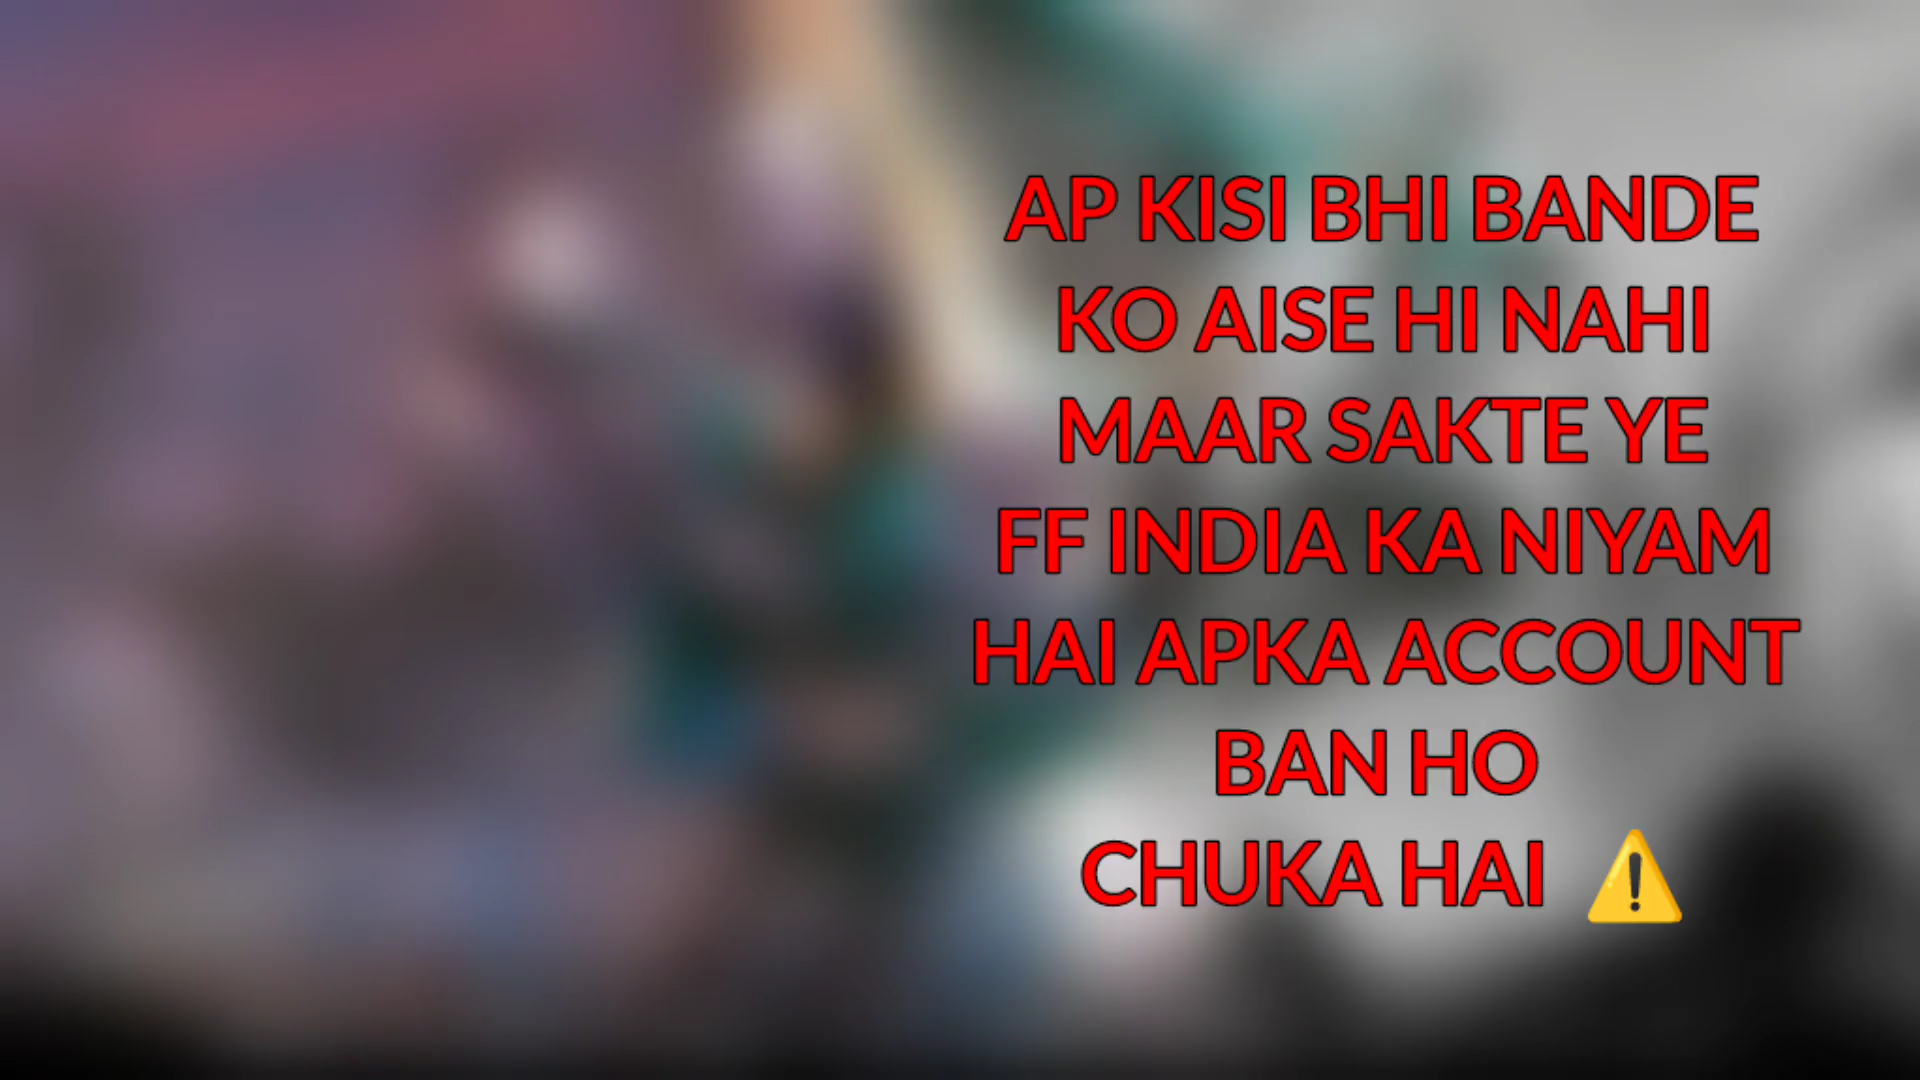 AP KISI BHI BANDE
KO AISE HI NAHI
MAAR SAKTE YE
FF INDIA KA NIYAM
HAI APKA ACCOUNT
BAN HO
CHUKA HAI ⚠️